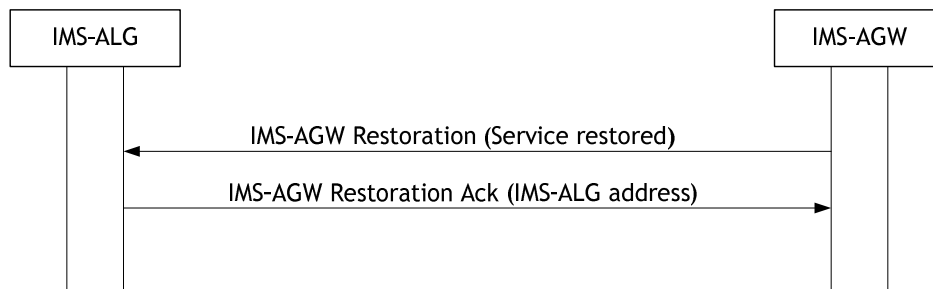 IMS-ALG
IMS-AGW
IMS-AGW Restoration (Service restored)
IMS-AGW Restoration Ack (IMS-ALG address)